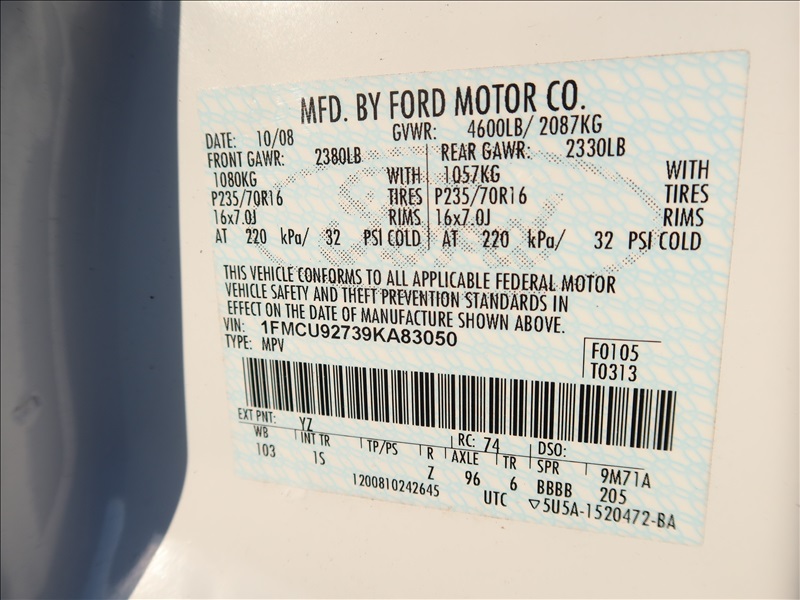 MFD. BY FORD MOTOR CO.
DATE: 10/08 GVWR: 4600LB/ 2087KG
FRONT GAWR: 2380LB REAR GAWR: 2330LB
1080KG WITH 1057KG WITH
P235/70R16 TIRES P235/70R16 TIRES
16x7.0J RIMS 16x7.0J RIMS
AT 220 kPa/ 32 PSI COLD AT 220 kPa/ 32 PSI COLD
THIS VEHICLE CONFORMS TO ALL APPLICABLE FEDERAL MOTOR
VEHICLE SAFETY AND THEFT PREVENTION STANDARDS IN
EFFECT ON THE DATE OF MANUFACTURE SHOWN ABOVE.
VIN: 1FMCU92739KA83050
TYPE: MPV
F0105
T0313
EXT PNT: YZ RC: 74 DSO:
WB INT TR TP/PS R AXLE TR SPR 9M71A
103 1S Z 96 6 BBBB 205
1200810242645 UTC ▽5U5A-1520472-BA